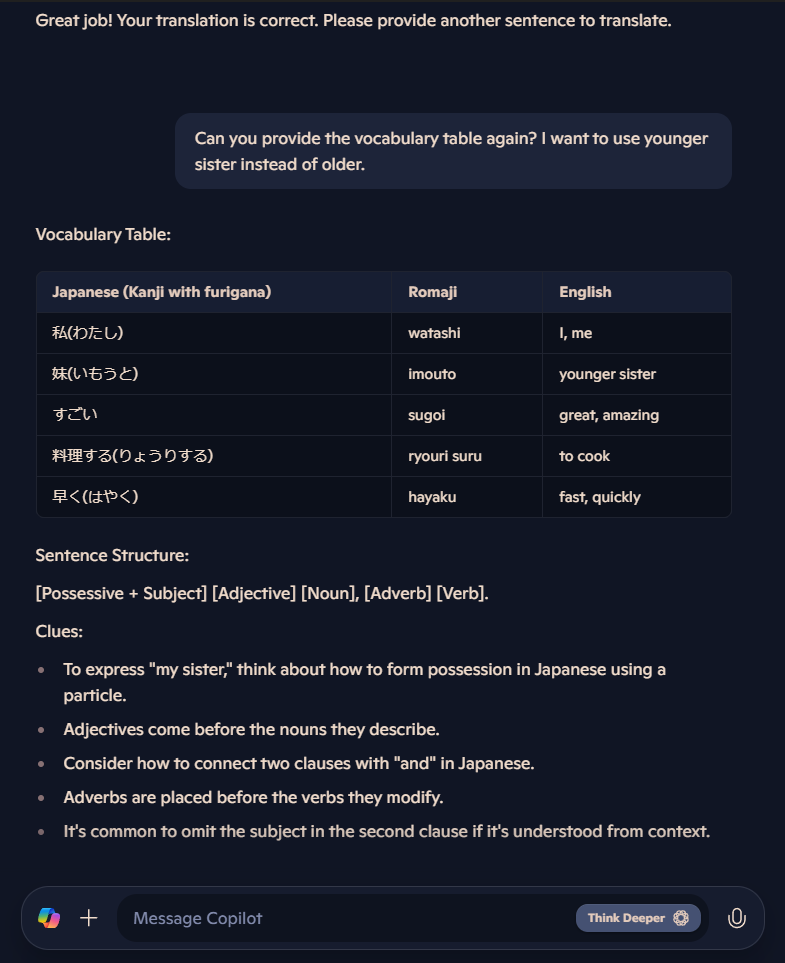 Great job! Your translation is correct. Please provide another sentence to translate.
Can you provide the vocabulary table again? I want to use younger
sister instead of older.
Vocabulary Table:
Japanese (Kanji with furigana) Romaji English
私(わたし) watashi I, me
妹(いもうと) imouto younger sister
すごい sugoi great, amazing
料理する(りょうりする) ryouri suru to cook
早く(はやく) hayaku fast, quickly
Sentence Structure:
[Possessive + Subject] [Adjective] [Noun], [Adverb] [Verb].
Clues:
To express "my sister," think about how to form possession in Japanese using a
particle.
Adjectives come before the nouns they describe.
Consider how to connect two clauses with "and" in Japanese.
Adverbs are placed before the verbs they modify.
It's common to omit the subject in the second clause if it's understood from context.
Message Copilot Think Deeper